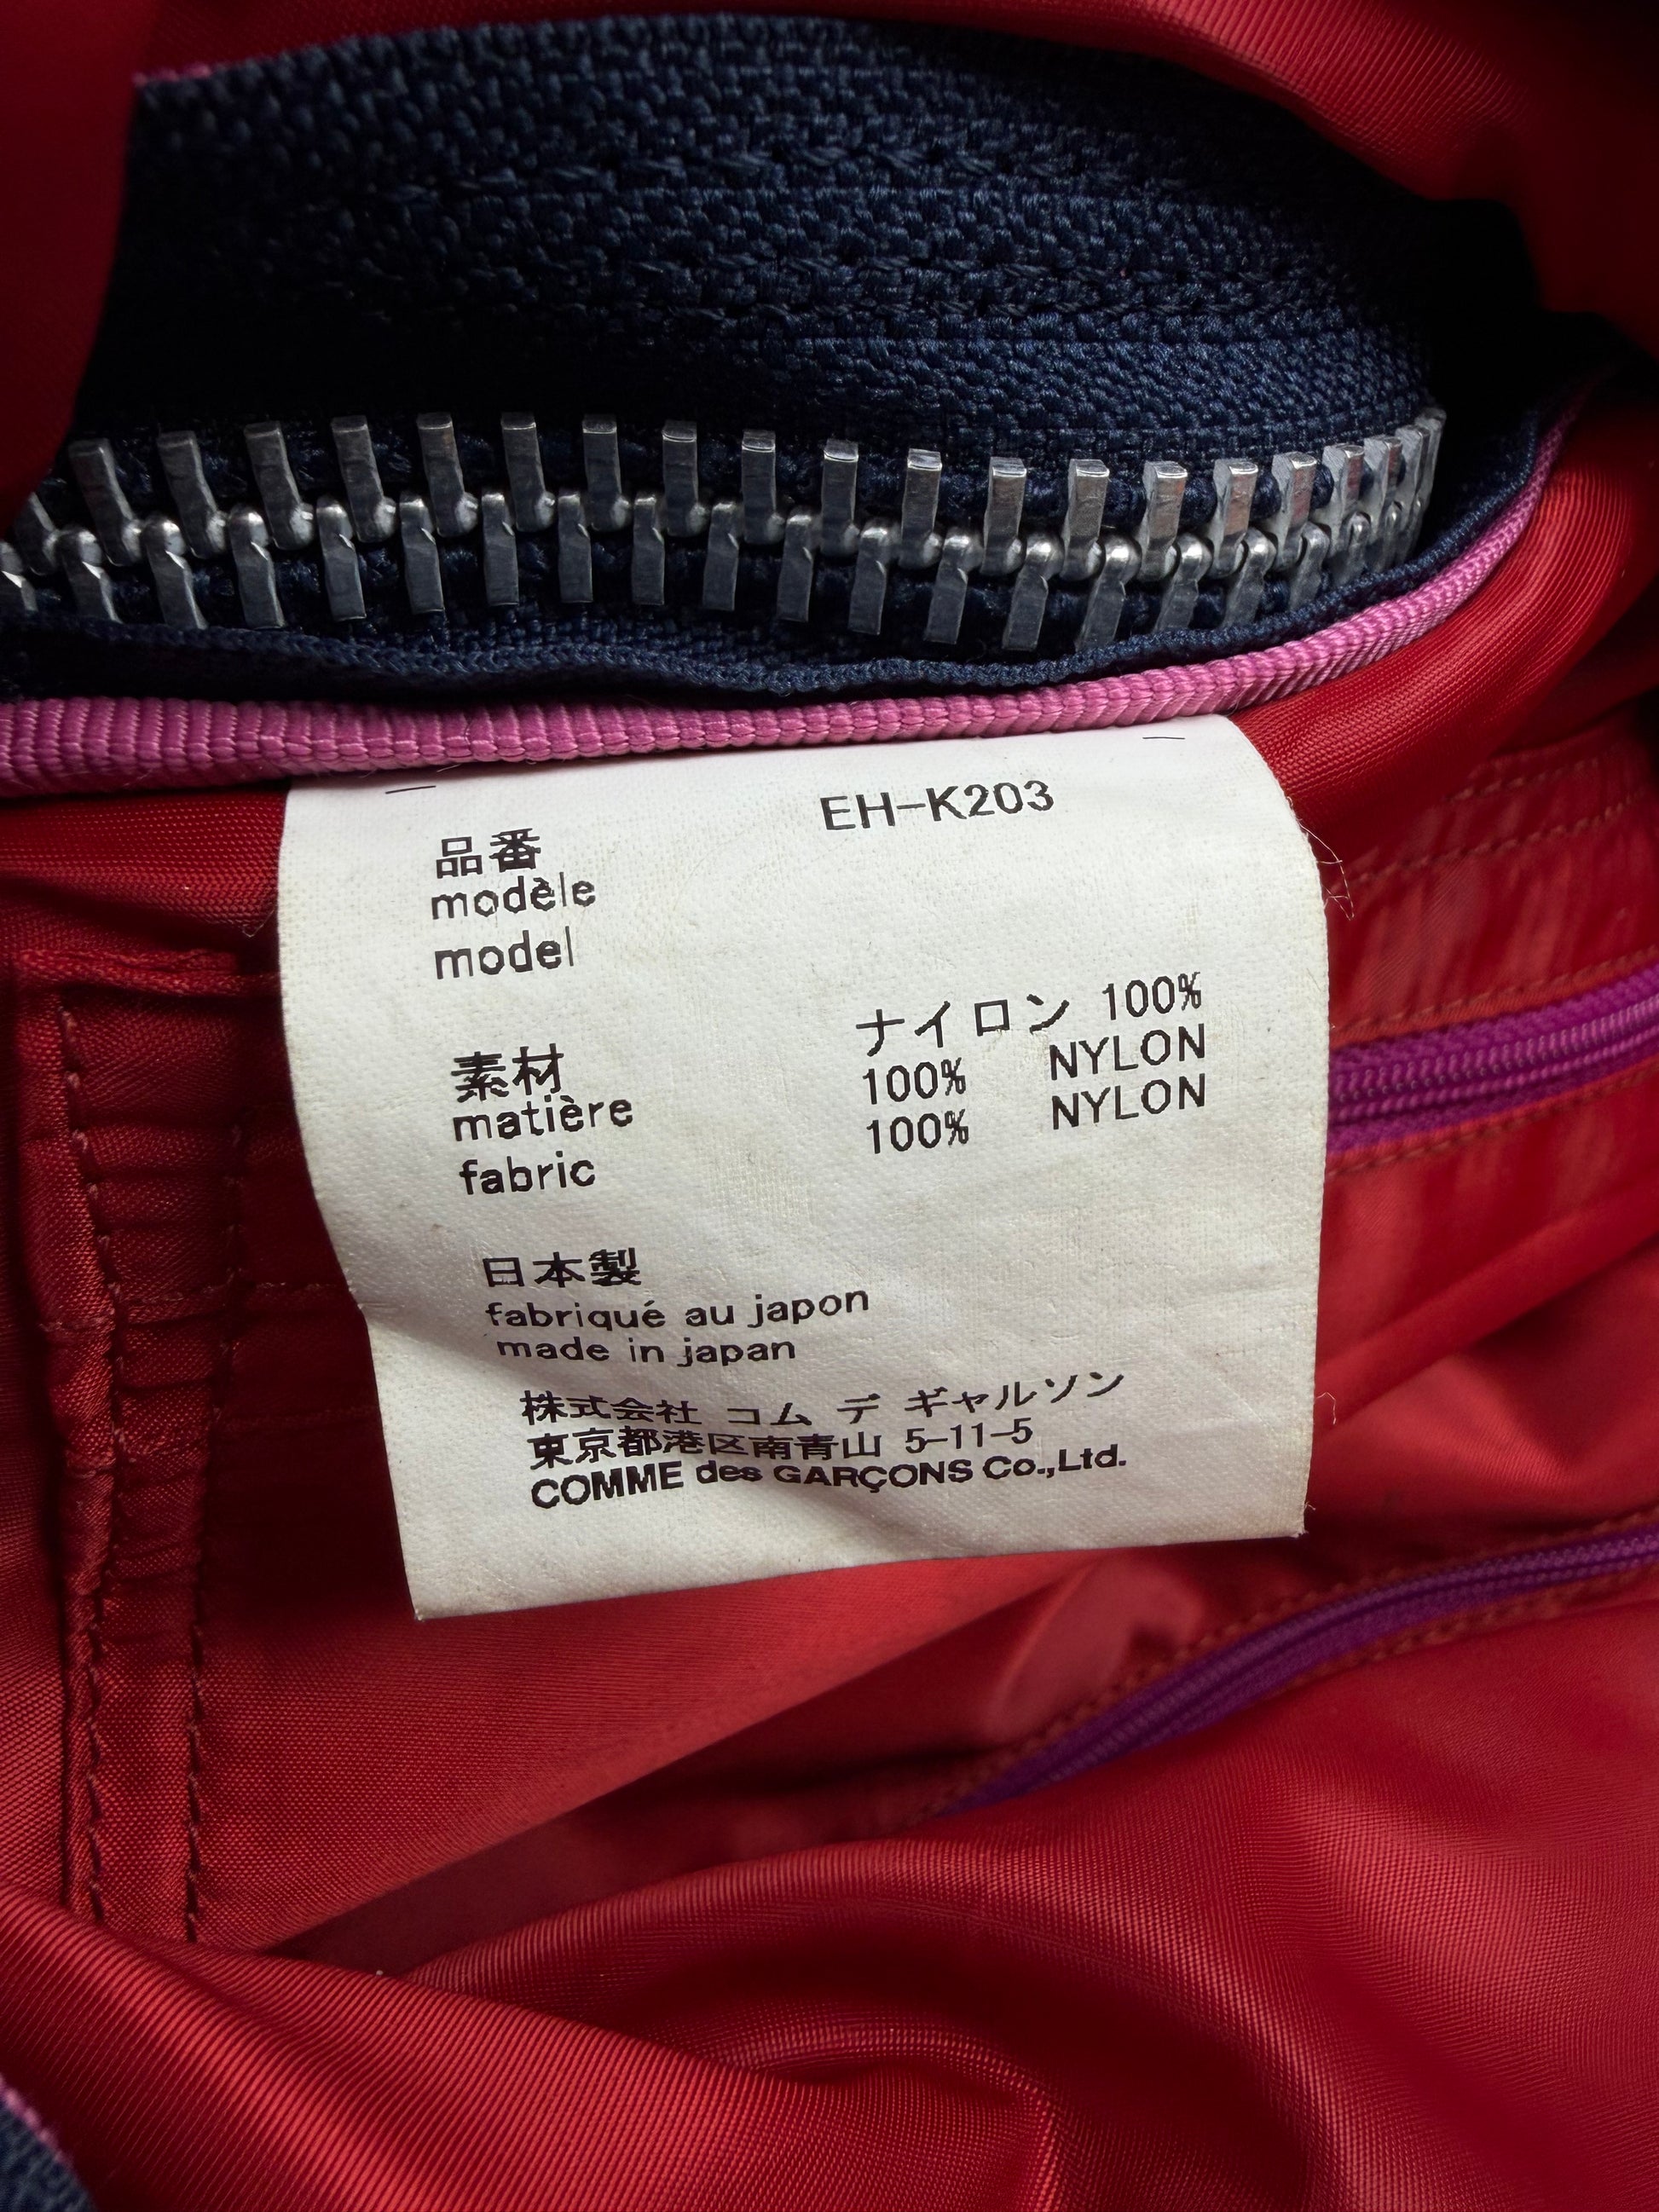 EH-K203
品番
modèle
model
ナイロン 100%
素材
100% NYLON
matière
100% NYLON
fabric
日本製
fabriqué au japon
made in japan
株式会社 コム デ ギャルソン
東京都港区南青山 5-11-5
COMME des GARÇONS Co.,Ltd.